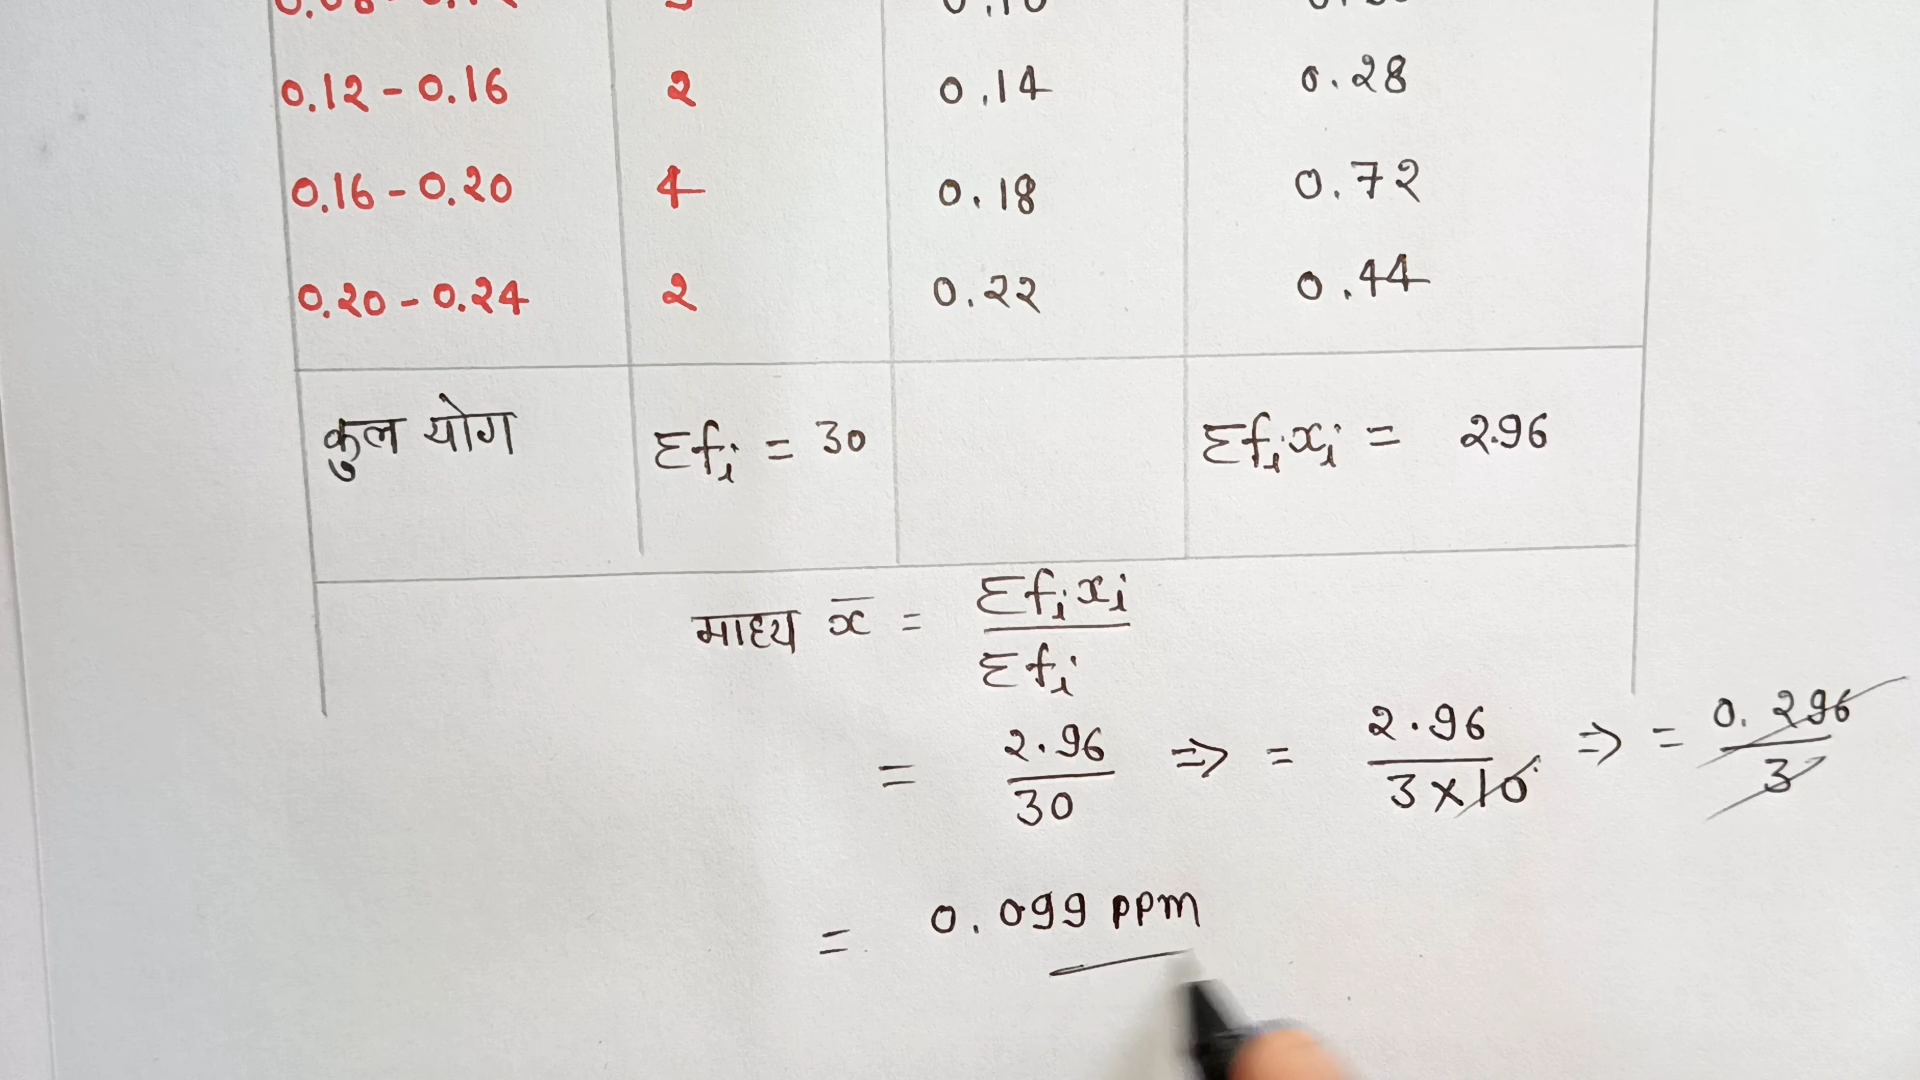 0.12 - 0.16 2 0.14 0.28
0.16 - 0.20 4 0.18 0.72
0.20 - 0.24 2 0.22 0.44
कुल योग Σfi = 30 Σfixi = 2.96
माध्य x̄ = Σfixi / Σfi
= 2.96 / 30 => = 2.96 / 3 × 10 => = 0.296 / 3
= 0.099 ppm